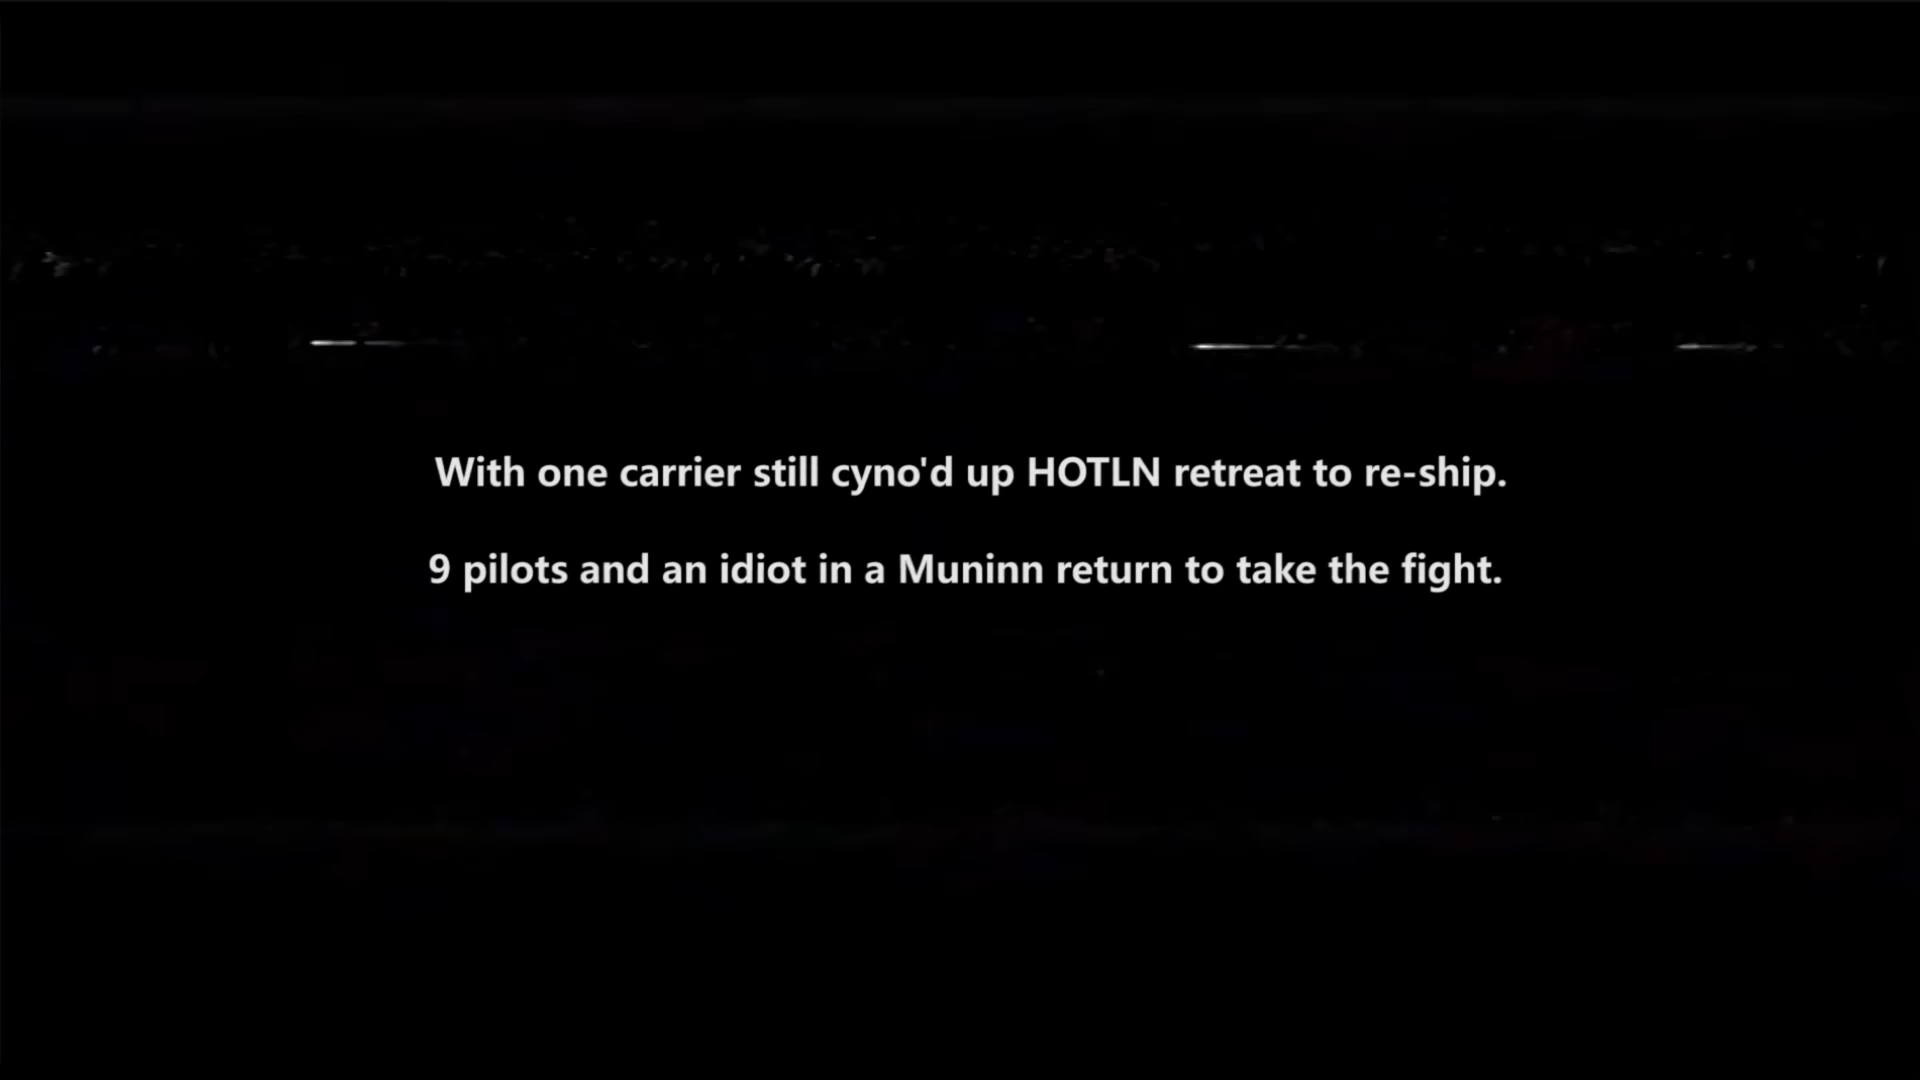 With one carrier still cyno'd up HOTLN retreat to re-ship.
9 pilots and an idiot in a Muninn return to take the fight.